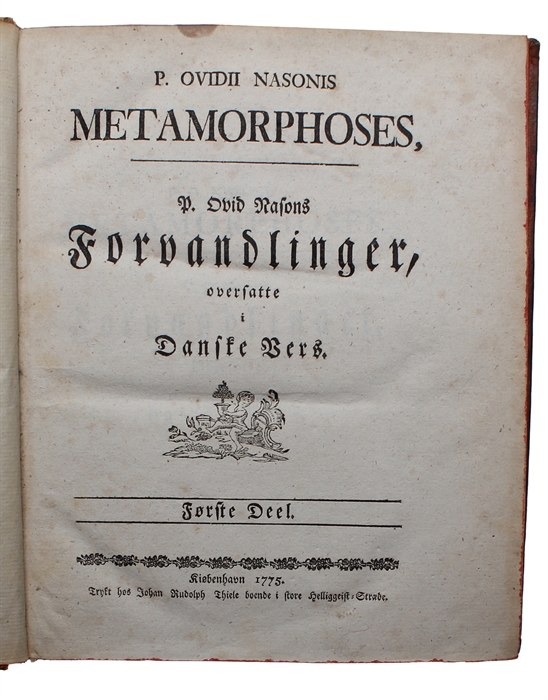 P. OVIDII NASONIS
METAMORPHOSES,
P. Ovid Naſons
Forvandlinger,
overſatte
i
Danſke Vers.
Førſte Deel.
Kiøbenhavn 1775.
Trykt hos Johan Rudolph Thiele boende i ſtore Helliggeiſt-Stræde.